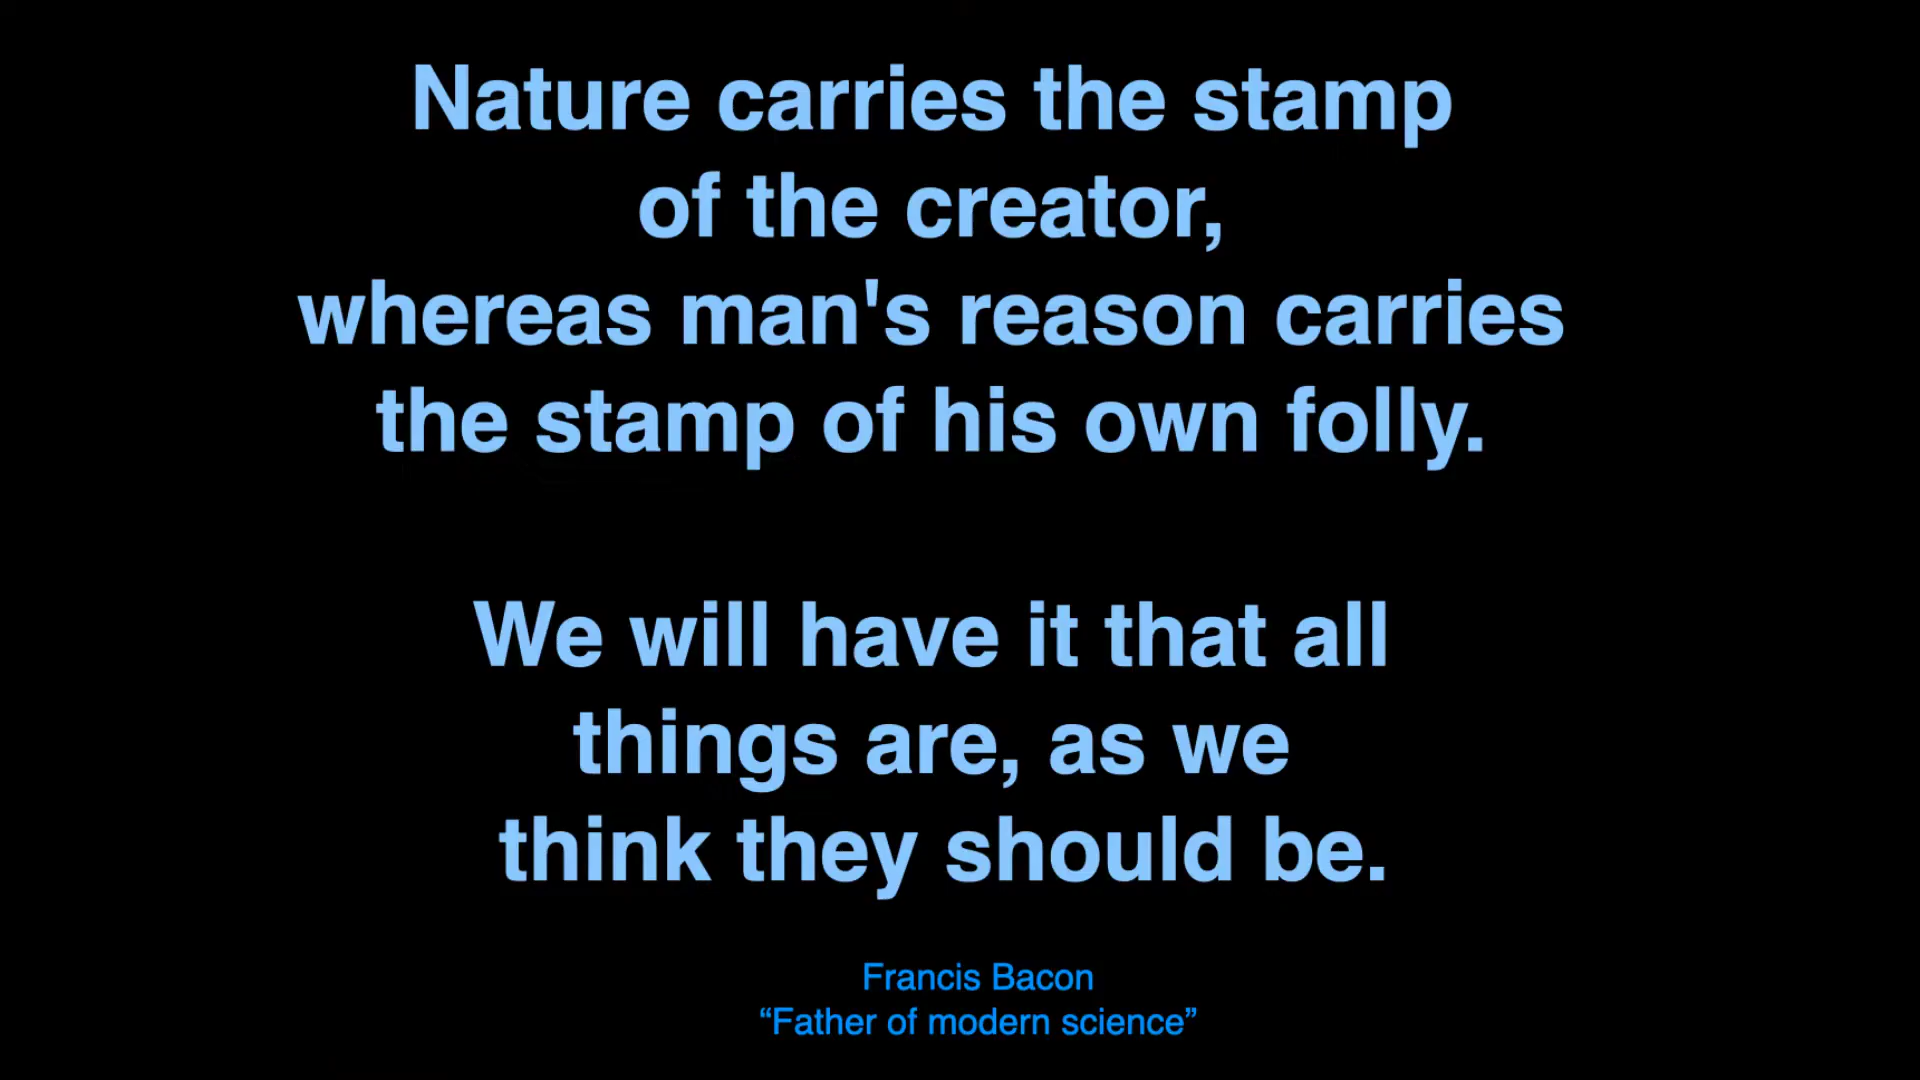 Nature carries the stamp
of the creator,
whereas man's reason carries
the stamp of his own folly.
We will have it that all
things are, as we
think they should be.
Francis Bacon
“Father of modern science”